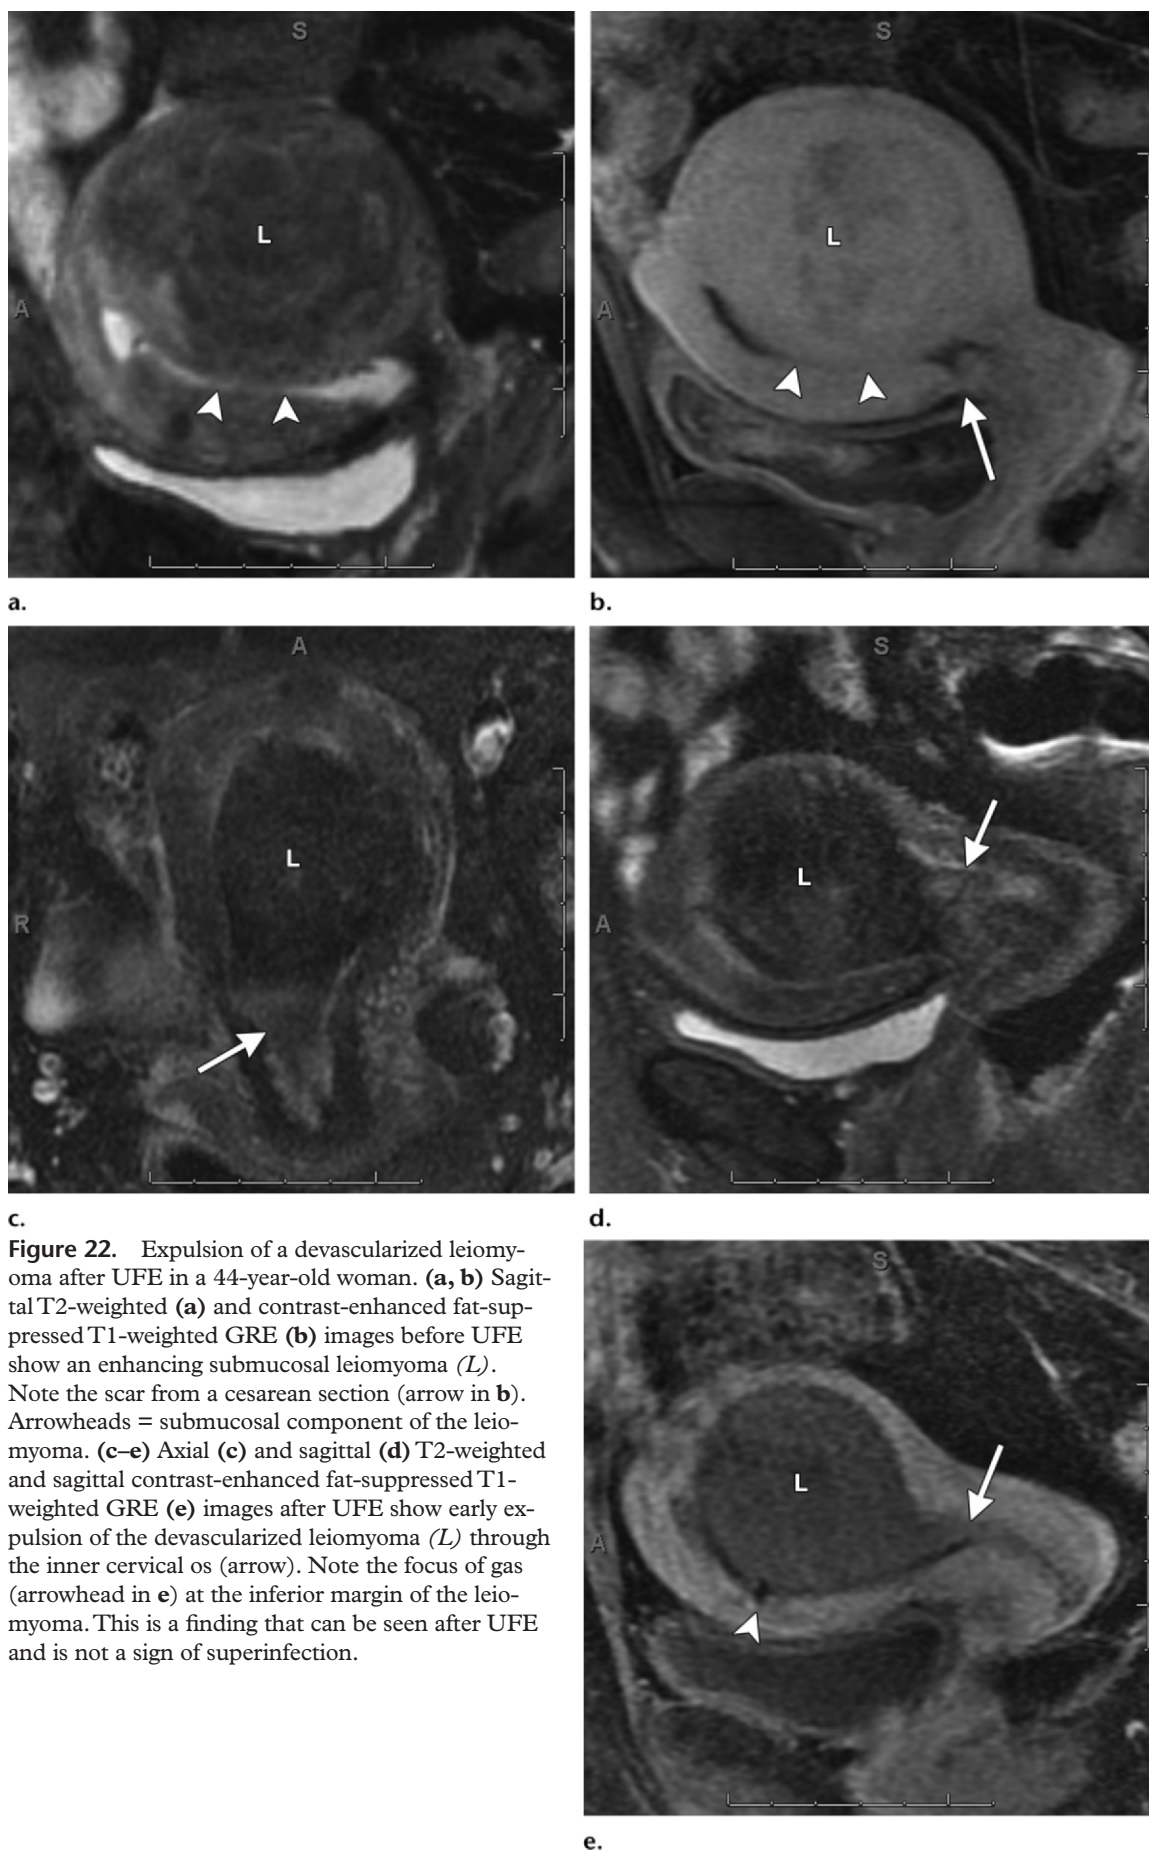 S
S
A
L
A
L
a.
b.
A
S
R
L
A
L
c.
d.
Figure 22. Expulsion of a devascularized leiomy-
oma after UFE in a 44-year-old woman. (a, b) Sagit-
tal T2-weighted (a) and contrast-enhanced fat-sup-
pressed T1-weighted GRE (b) images before UFE
show an enhancing submucosal leiomyoma (L).
Note the scar from a cesarean section (arrow in b).
Arrowheads = submucosal component of the leio-
myoma. (c–e) Axial (c) and sagittal (d) T2-weighted
and sagittal contrast-enhanced fat-suppressed T1-
weighted GRE (e) images after UFE show early ex-
pulsion of the devascularized leiomyoma (L) through
the inner cervical os (arrow). Note the focus of gas
(arrowhead in e) at the inferior margin of the leio-
myoma. This is a finding that can be seen after UFE
and is not a sign of superinfection.
S
A
L
e.